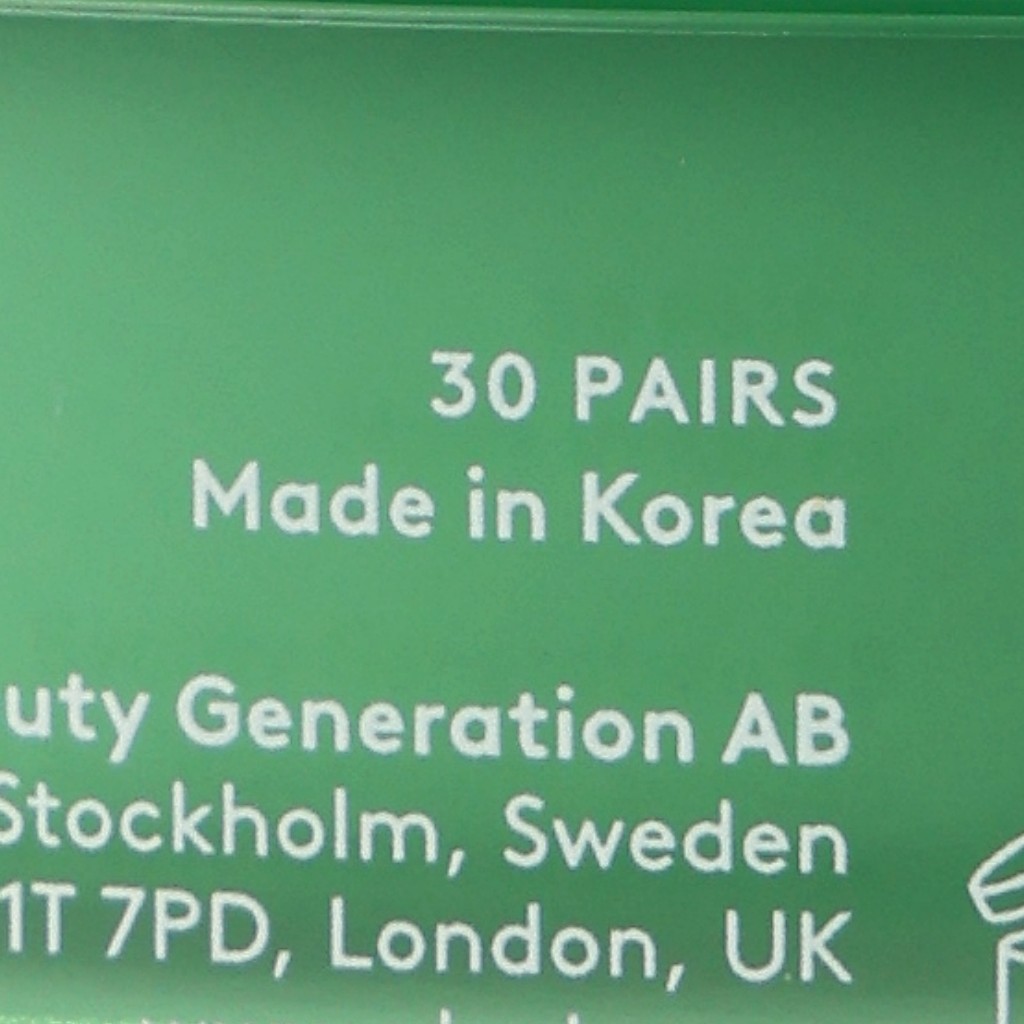 30 PAIRS
Made in Korea
uty Generation AB
Stockholm, Sweden
1T 7PD, London, UK